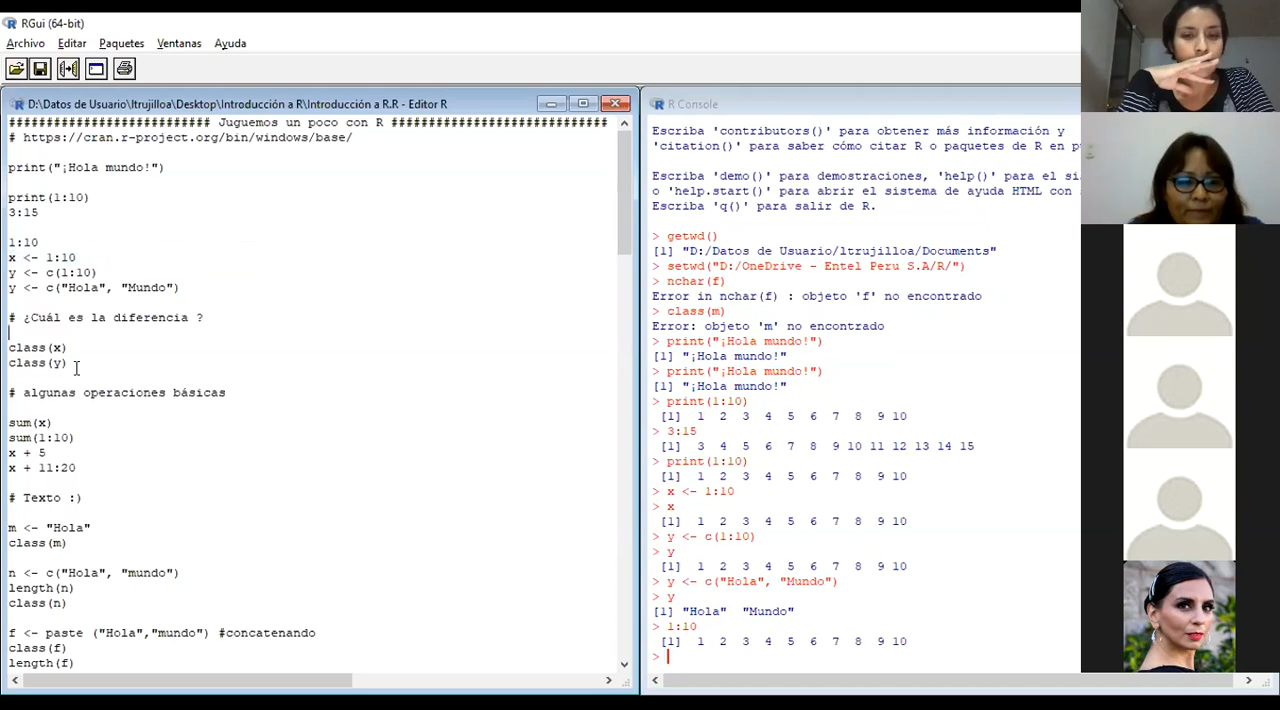 RGui (64-bit)
Archivo Editar Paquetes Ventanas Ayuda
D:\Datos de Usuario\ltrujilloa\Desktop\Introducción a R\Introducción a R.R - Editor R
########################### Juguemos un poco con R #############################
# https://cran.r-project.org/bin/windows/base/
print("¡Hola mundo!")
print(1:10)
3:15
1:10
x <- 1:10
y <- c(1:10)
y <- c("Hola", "Mundo")
# ¿Cuál es la diferencia ?
class(x)
class(y)
# algunas operaciones básicas
sum(x)
sum(1:10)
x + 5
x + 11:20
# Texto :)
m <- "Hola"
class(m)
n <- c("Hola", "mundo")
length(n)
class(n)
f <- paste ("Hola","mundo") #concatenando
class(f)
length(f)
R Console
Escriba 'contributors()' para obtener más información y
'citation()' para saber cómo citar R o paquetes de R en pu
Escriba 'demo()' para demostraciones, 'help()' para el si
o 'help.start()' para abrir el sistema de ayuda HTML con
Escriba 'q()' para salir de R.
> getwd()
[1] "D:/Datos de Usuario/ltrujilloa/Documents"
> setwd("D:/OneDrive - Entel Peru S.A/R/")
> nchar(f)
Error in nchar(f) : objeto 'f' no encontrado
> class(m)
Error: objeto 'm' no encontrado
> print("¡Hola mundo!")
[1] "¡Hola mundo!"
> print("¡Hola mundo!")
[1] "¡Hola mundo!"
> print(1:10)
[1] 1 2 3 4 5 6 7 8 9 10
> 3:15
[1] 3 4 5 6 7 8 9 10 11 12 13 14 15
> print(1:10)
[1] 1 2 3 4 5 6 7 8 9 10
> x <- 1:10
> x
[1] 1 2 3 4 5 6 7 8 9 10
> y <- c(1:10)
> y
[1] 1 2 3 4 5 6 7 8 9 10
> y <- c("Hola", "Mundo")
> y
[1] "Hola" "Mundo"
> 1:10
[1] 1 2 3 4 5 6 7 8 9 10
>